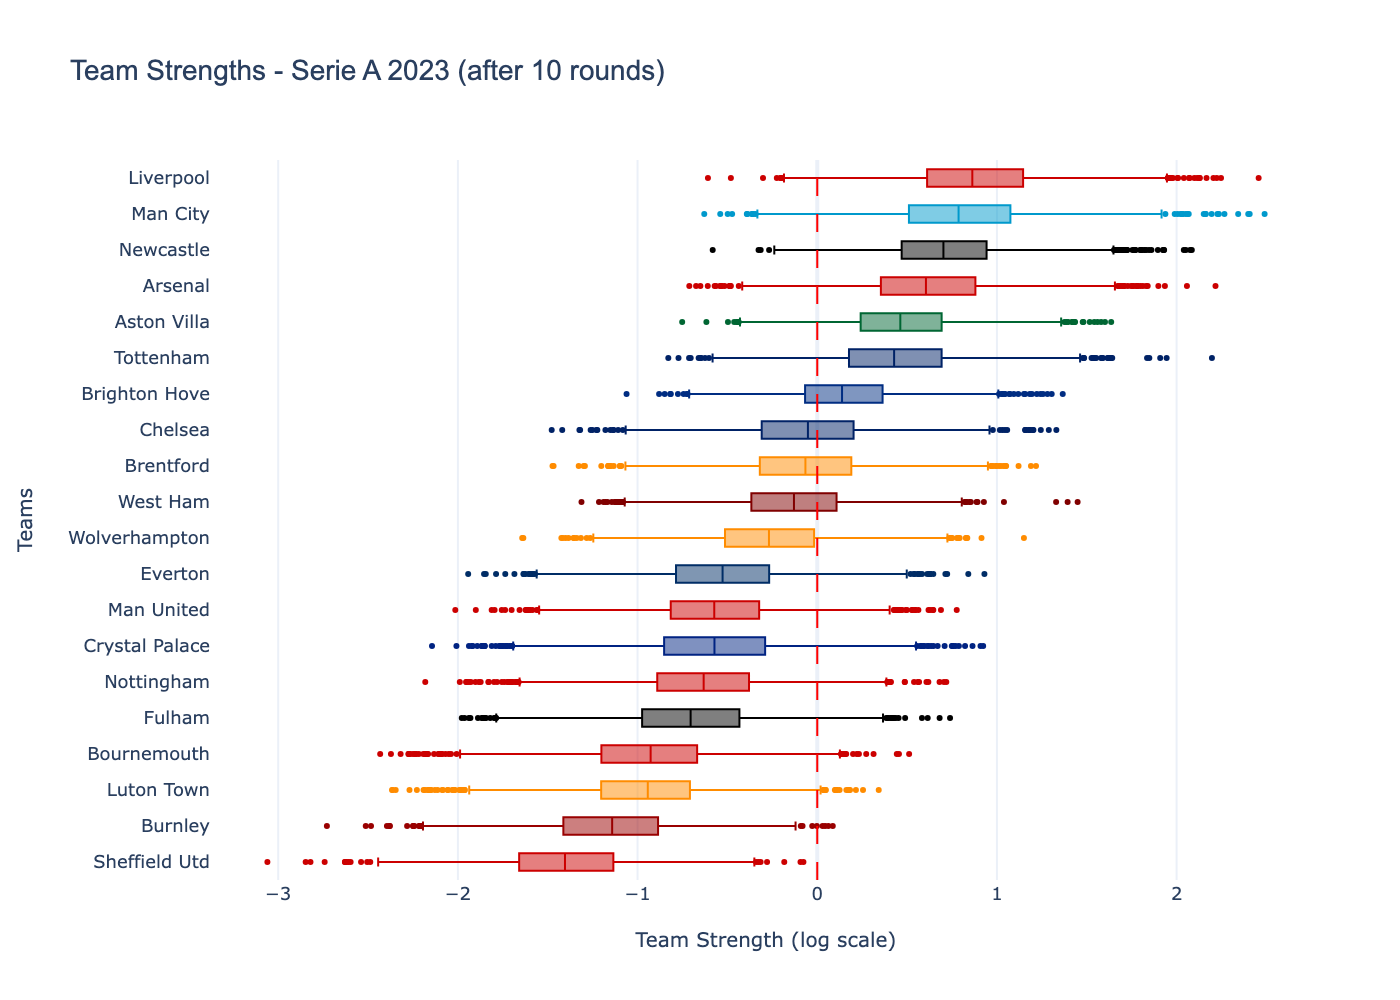 Team Strengths - Serie A 2023 (after 10 rounds)
Teams
Liverpool
Man City
Newcastle
Arsenal
Aston Villa
Tottenham
Brighton Hove
Chelsea
Brentford
West Ham
Wolverhampton
Everton
Man United
Crystal Palace
Nottingham
Fulham
Bournemouth
Luton Town
Burnley
Sheffield Utd
−3 −2 −1 0 1 2
Team Strength (log scale)